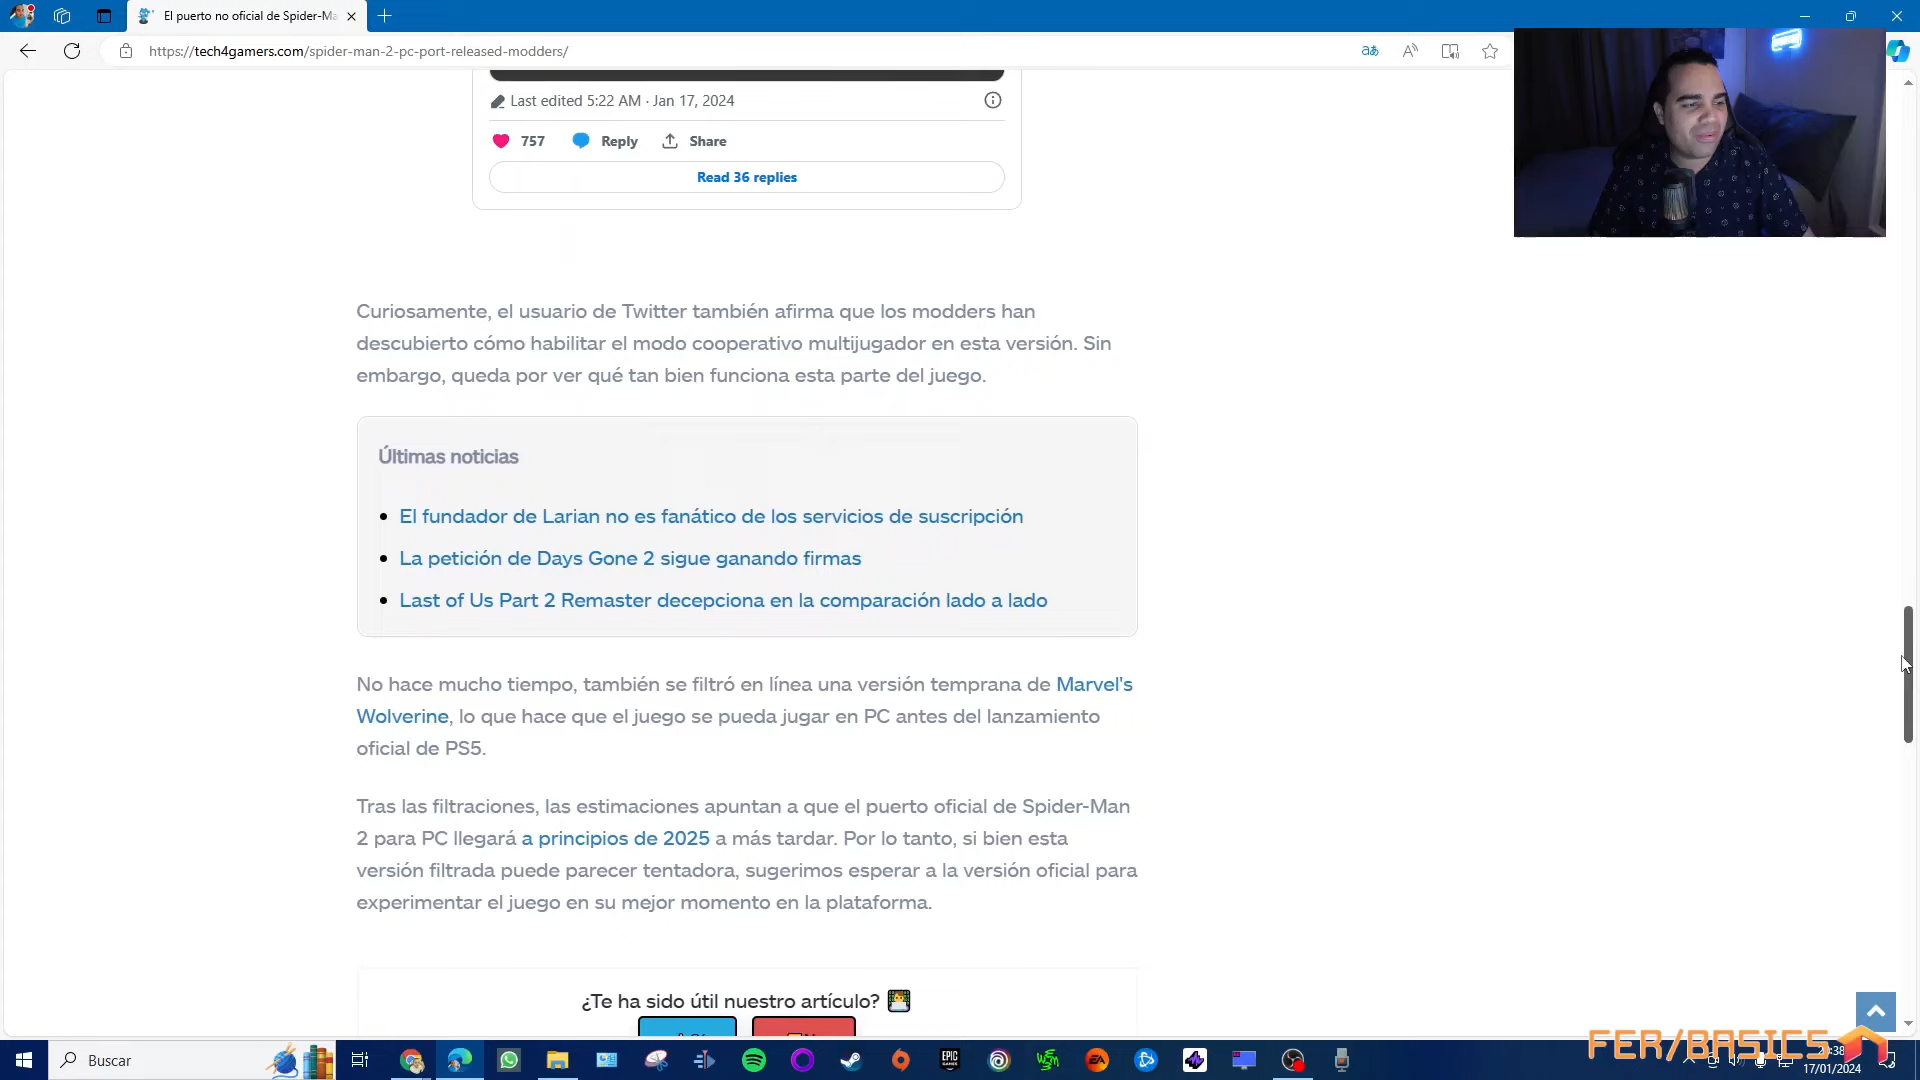 El puerto no oficial de Spider-Ma
https://tech4gamers.com/spider-man-2-pc-port-released-modders/
Last edited 5:22 AM · Jan 17, 2024
757 Reply Share
Read 36 replies
Curiosamente, el usuario de Twitter también afirma que los modders han
descubierto cómo habilitar el modo cooperativo multijugador en esta versión. Sin
embargo, queda por ver qué tan bien funciona esta parte del juego.
Últimas noticias
El fundador de Larian no es fanático de los servicios de suscripción
La petición de Days Gone 2 sigue ganando firmas
Last of Us Part 2 Remaster decepciona en la comparación lado a lado
No hace mucho tiempo, también se filtró en línea una versión temprana de Marvel's
Wolverine, lo que hace que el juego se pueda jugar en PC antes del lanzamiento
oficial de PS5.
Tras las filtraciones, las estimaciones apuntan a que el puerto oficial de Spider-Man
2 para PC llegará a principios de 2025 a más tardar. Por lo tanto, si bien esta
versión filtrada puede parecer tentadora, sugerimos esperar a la versión oficial para
experimentar el juego en su mejor momento en la plataforma.
¿Te ha sido útil nuestro artículo?
FER/BASICS
Buscar
EPIC GAMES
EA
17/01/2024